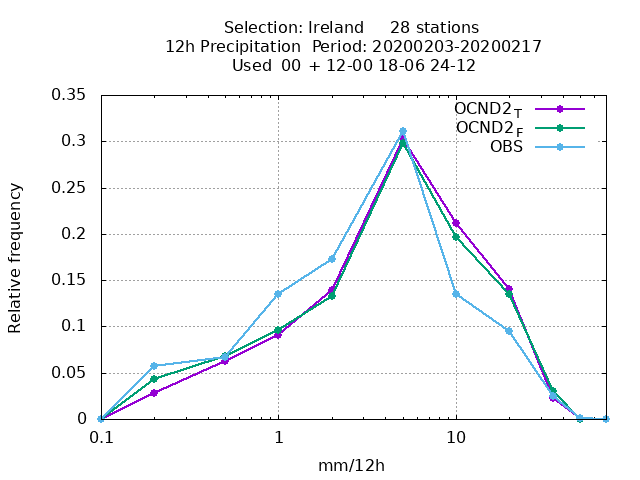 Selection: Ireland 28 stations
12h Precipitation Period: 20200203-20200217
Used 00 + 12-00 18-06 24-12
OCND2T
OCND2F
OBS
0.35
0.3
0.25
0.2
0.15
0.1
0.05
0
Relative frequency
0.1 1 10
mm/12h